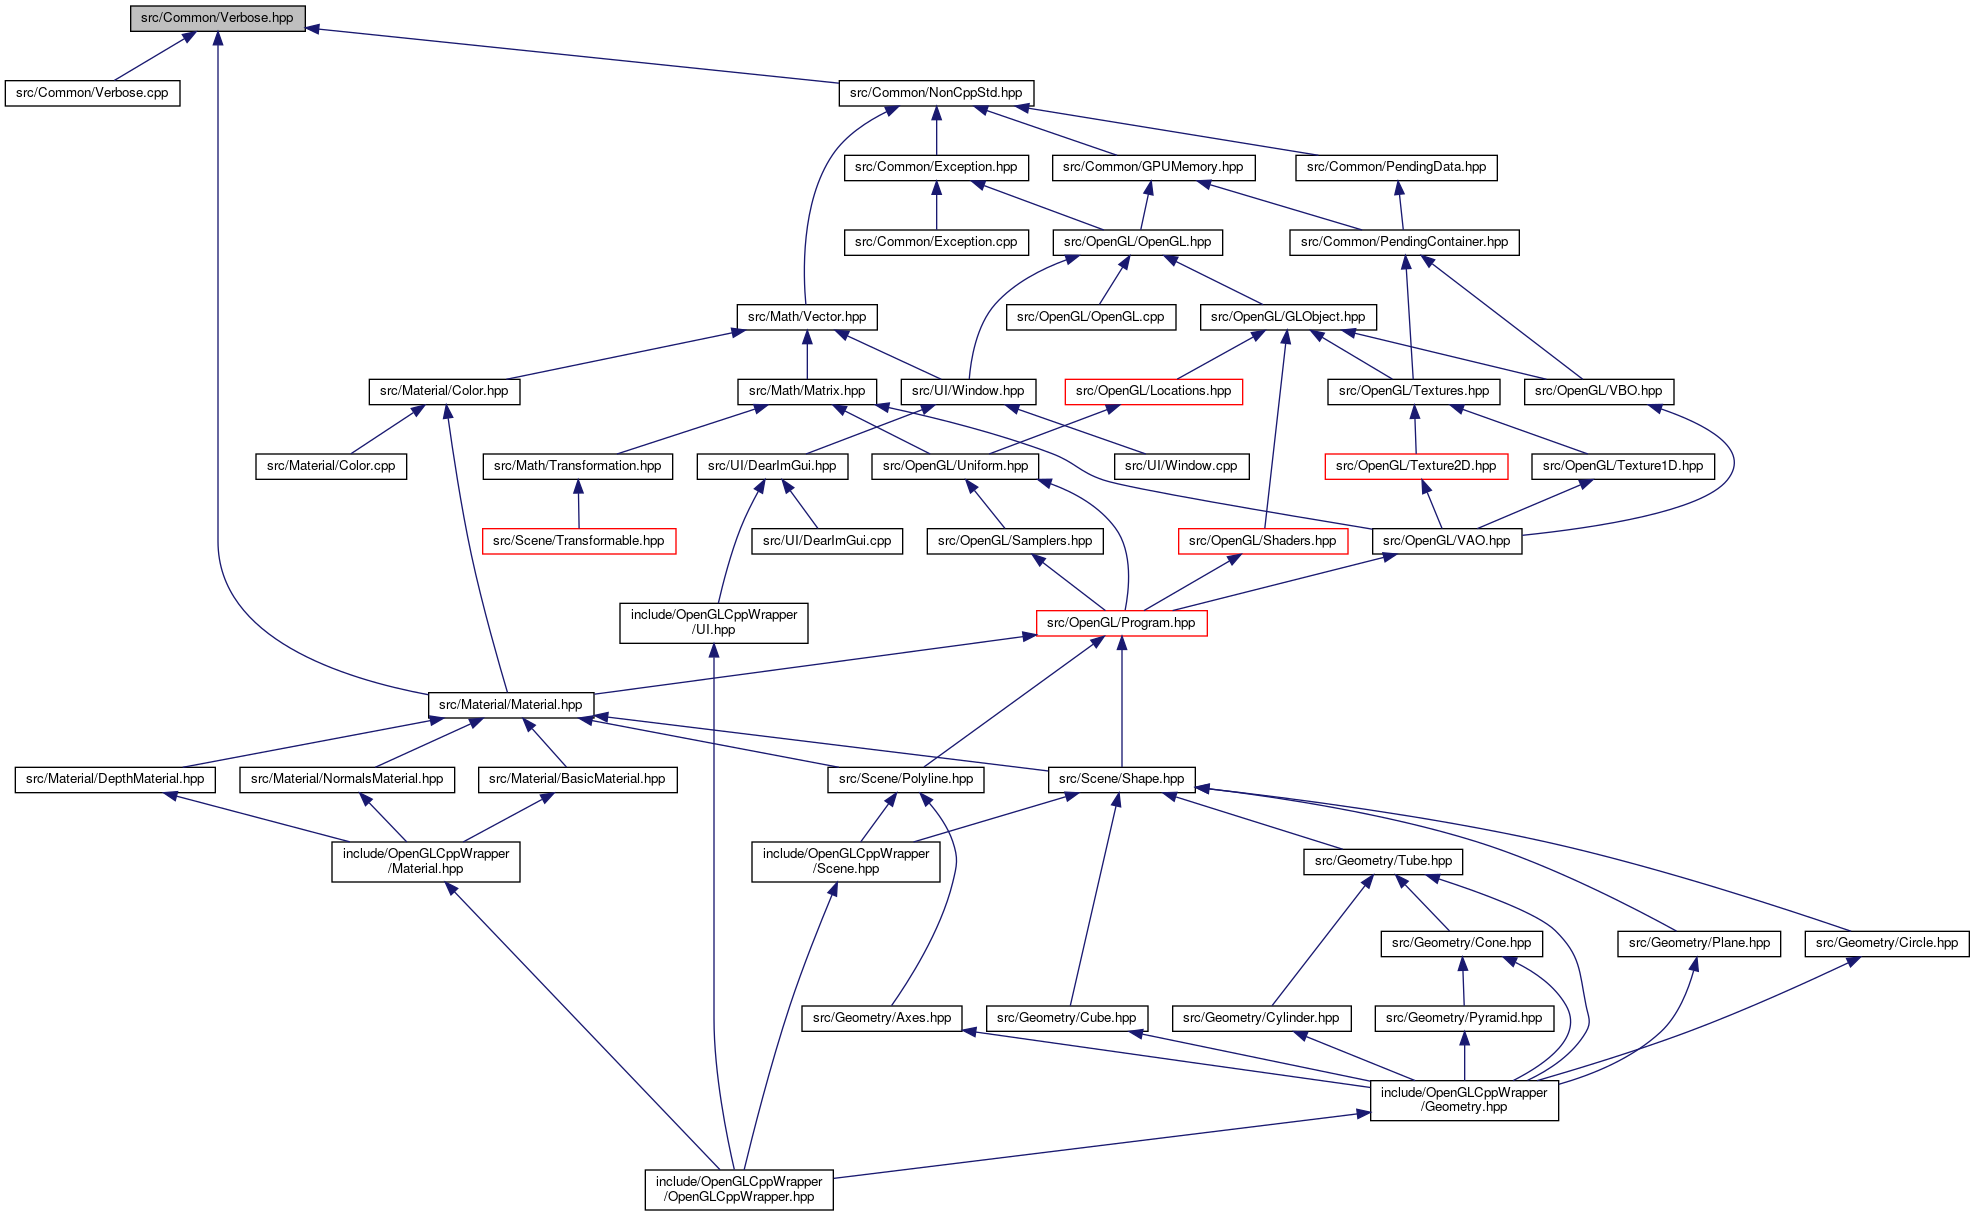 src/Common/Verbose.hpp
src/Common/Verbose.cpp
src/Common/NonCppStd.hpp
src/Common/Exception.hpp
src/Common/GPUMemory.hpp
src/Common/PendingData.hpp
src/Common/Exception.cpp
src/OpenGL/OpenGL.hpp
src/Common/PendingContainer.hpp
src/Math/Vector.hpp
src/OpenGL/OpenGL.cpp
src/OpenGL/GLObject.hpp
src/Material/Color.hpp
src/Math/Matrix.hpp
src/UI/Window.hpp
src/OpenGL/Locations.hpp
src/OpenGL/Textures.hpp
src/OpenGL/VBO.hpp
src/Material/Color.cpp
src/Math/Transformation.hpp
src/UI/DearImGui.hpp
src/OpenGL/Uniform.hpp
src/UI/Window.cpp
src/OpenGL/Texture2D.hpp
src/OpenGL/Texture1D.hpp
src/Scene/Transformable.hpp
src/UI/DearImGui.cpp
src/OpenGL/Samplers.hpp
src/OpenGL/Shaders.hpp
src/OpenGL/VAO.hpp
include/OpenGLCppWrapper
/UI.hpp
src/OpenGL/Program.hpp
src/Material/Material.hpp
src/Material/DepthMaterial.hpp
src/Material/NormalsMaterial.hpp
src/Material/BasicMaterial.hpp
src/Scene/Polyline.hpp
src/Scene/Shape.hpp
include/OpenGLCppWrapper
/Material.hpp
include/OpenGLCppWrapper
/Scene.hpp
src/Geometry/Tube.hpp
src/Geometry/Cone.hpp
src/Geometry/Plane.hpp
src/Geometry/Circle.hpp
src/Geometry/Axes.hpp
src/Geometry/Cube.hpp
src/Geometry/Cylinder.hpp
src/Geometry/Pyramid.hpp
include/OpenGLCppWrapper
/Geometry.hpp
include/OpenGLCppWrapper
/OpenGLCppWrapper.hpp